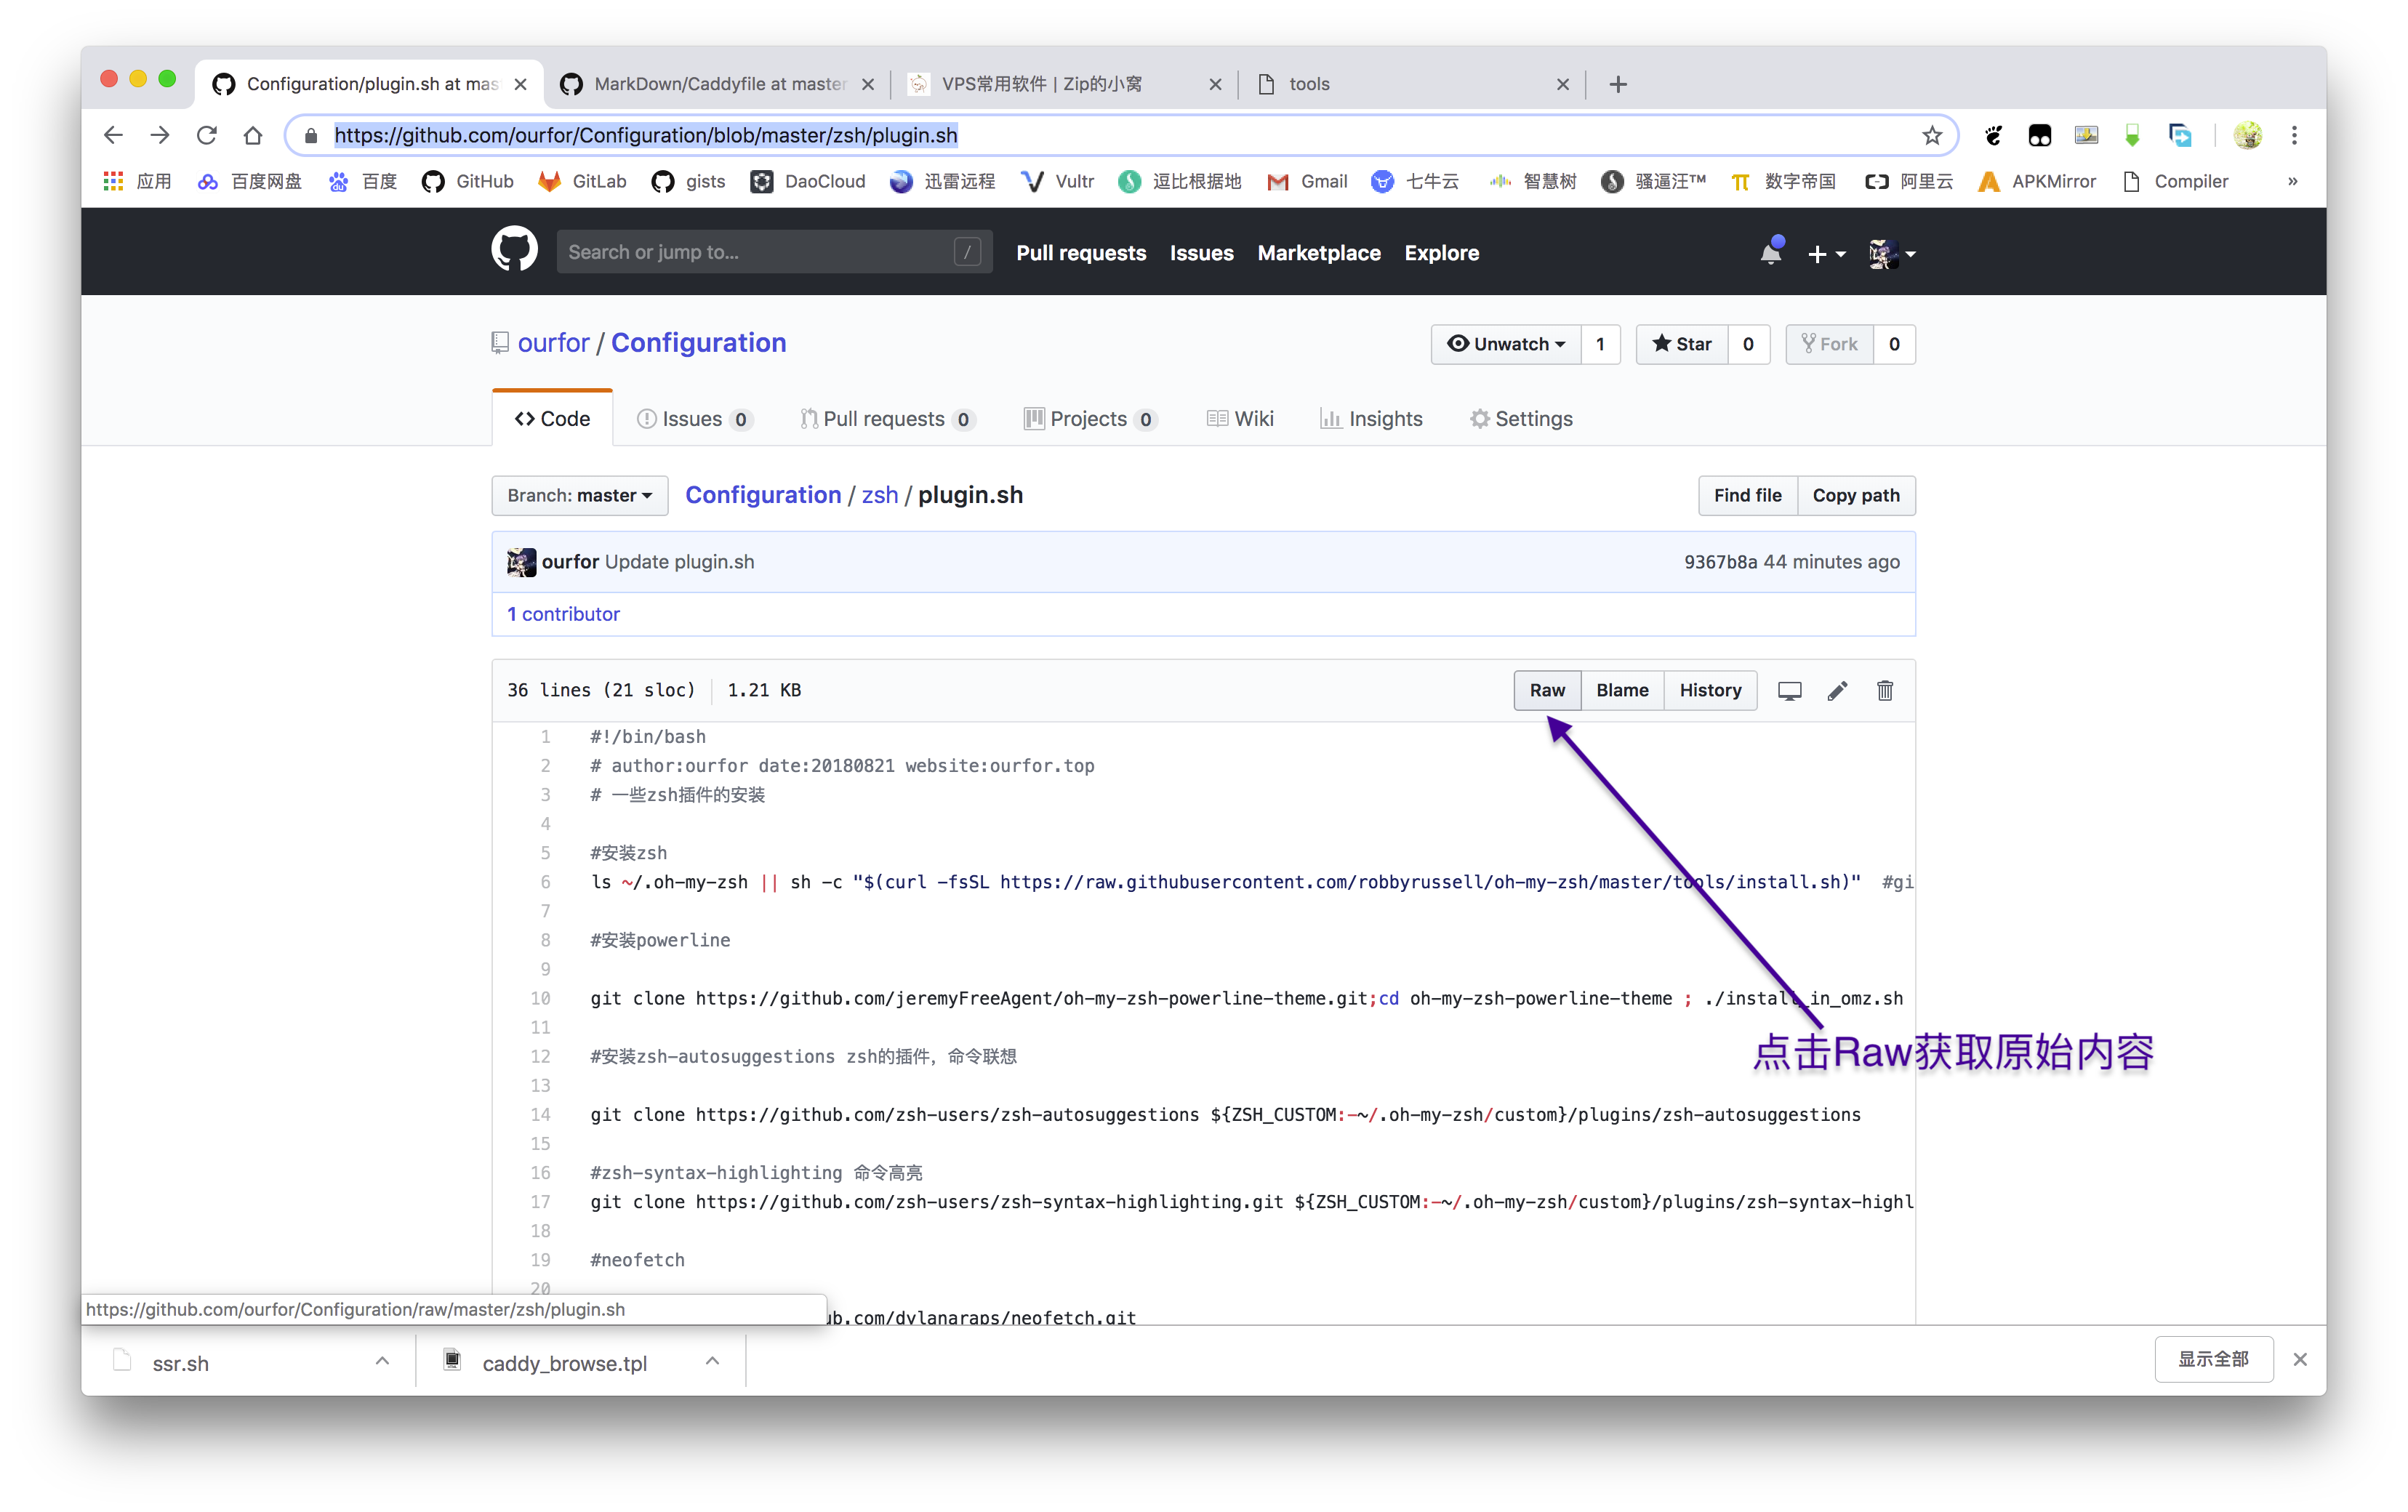 Configuration/plugin.sh at mas
MarkDown/Caddyfile at master
VPS常用软件 | Zip的小窝
tools
https://github.com/ourfor/Configuration/blob/master/zsh/plugin.sh
应用 百度网盘 百度 GitHub GitLab gists DaoCloud 迅雷远程 Vultr 逗比根据地 Gmail 七牛云 智慧树 骚逼汪™ 数字帝国 阿里云 APKMirror Compiler »
Search or jump to... / Pull requests Issues Marketplace Explore
ourfor / Configuration
Unwatch 1 Star 0 Fork 0
Code Issues 0 Pull requests 0 Projects 0 Wiki Insights Settings
Branch: master Configuration / zsh / plugin.sh Find file Copy path
ourfor Update plugin.sh 9367b8a 44 minutes ago
1 contributor
36 lines (21 sloc) 1.21 KB Raw Blame History
1 #!/bin/bash
2 # author:ourfor date:20180821 website:ourfor.top
3 # 一些zsh插件的安装
4
5 #安装zsh
6 ls ~/.oh-my-zsh || sh -c "$(curl -fsSL https://raw.githubusercontent.com/robbyrussell/oh-my-zsh/master/tools/install.sh)" #gi
7
8 #安装powerline
9
10 git clone https://github.com/jeremyFreeAgent/oh-my-zsh-powerline-theme.git;cd oh-my-zsh-powerline-theme ; ./install_in_omz.sh
11
点击Raw获取原始内容
12 #安装zsh-autosuggestions zsh的插件，命令联想
13
14 git clone https://github.com/zsh-users/zsh-autosuggestions ${ZSH_CUSTOM:-~/.oh-my-zsh/custom}/plugins/zsh-autosuggestions
15
16 #zsh-syntax-highlighting 命令高亮
17 git clone https://github.com/zsh-users/zsh-syntax-highlighting.git ${ZSH_CUSTOM:-~/.oh-my-zsh/custom}/plugins/zsh-syntax-highl
18
19 #neofetch
20
https://github.com/ourfor/Configuration/raw/master/zsh/plugin.sh
ub.com/dylanaraps/neofetch.git
ssr.sh
caddy_browse.tpl
显示全部